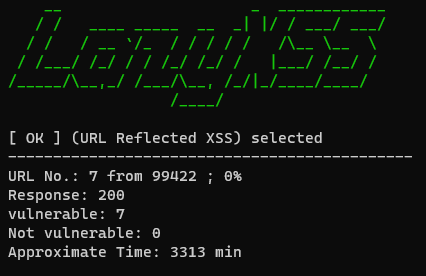 LazyXSS
[ OK ] (URL Reflected XSS) selected
URL No.: 7 from 99422 ; 0%
Response: 200
vulnerable: 7
Not vulnerable: 0
Approximate Time: 3313 min